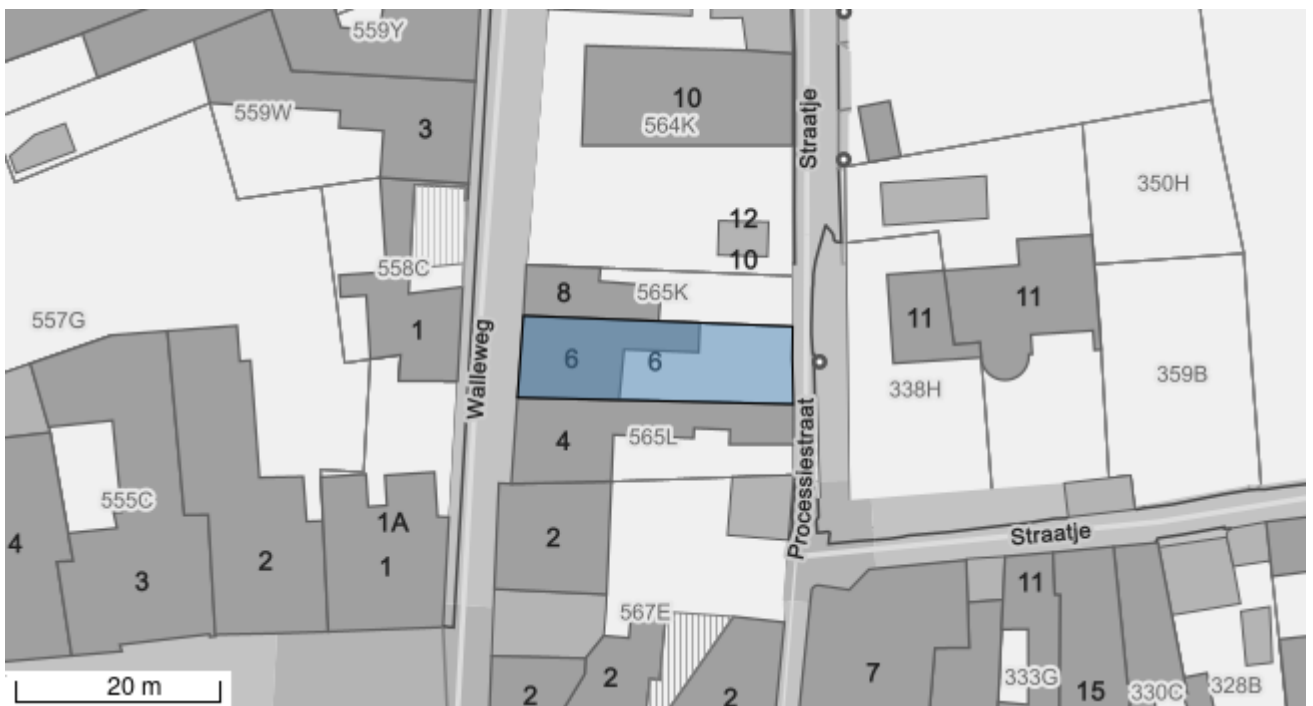 559Y
10
564K
559W
3
Straatje
350H
12
10
558C
8
565K
11
11
557G
1
Walleweg
6
6
338H
359B
4
565L
555C
1A
1
Processiestraat
Straatje
4
3
2
2
567E
11
7
2
2
2
333G
15
330C
328B
20 m